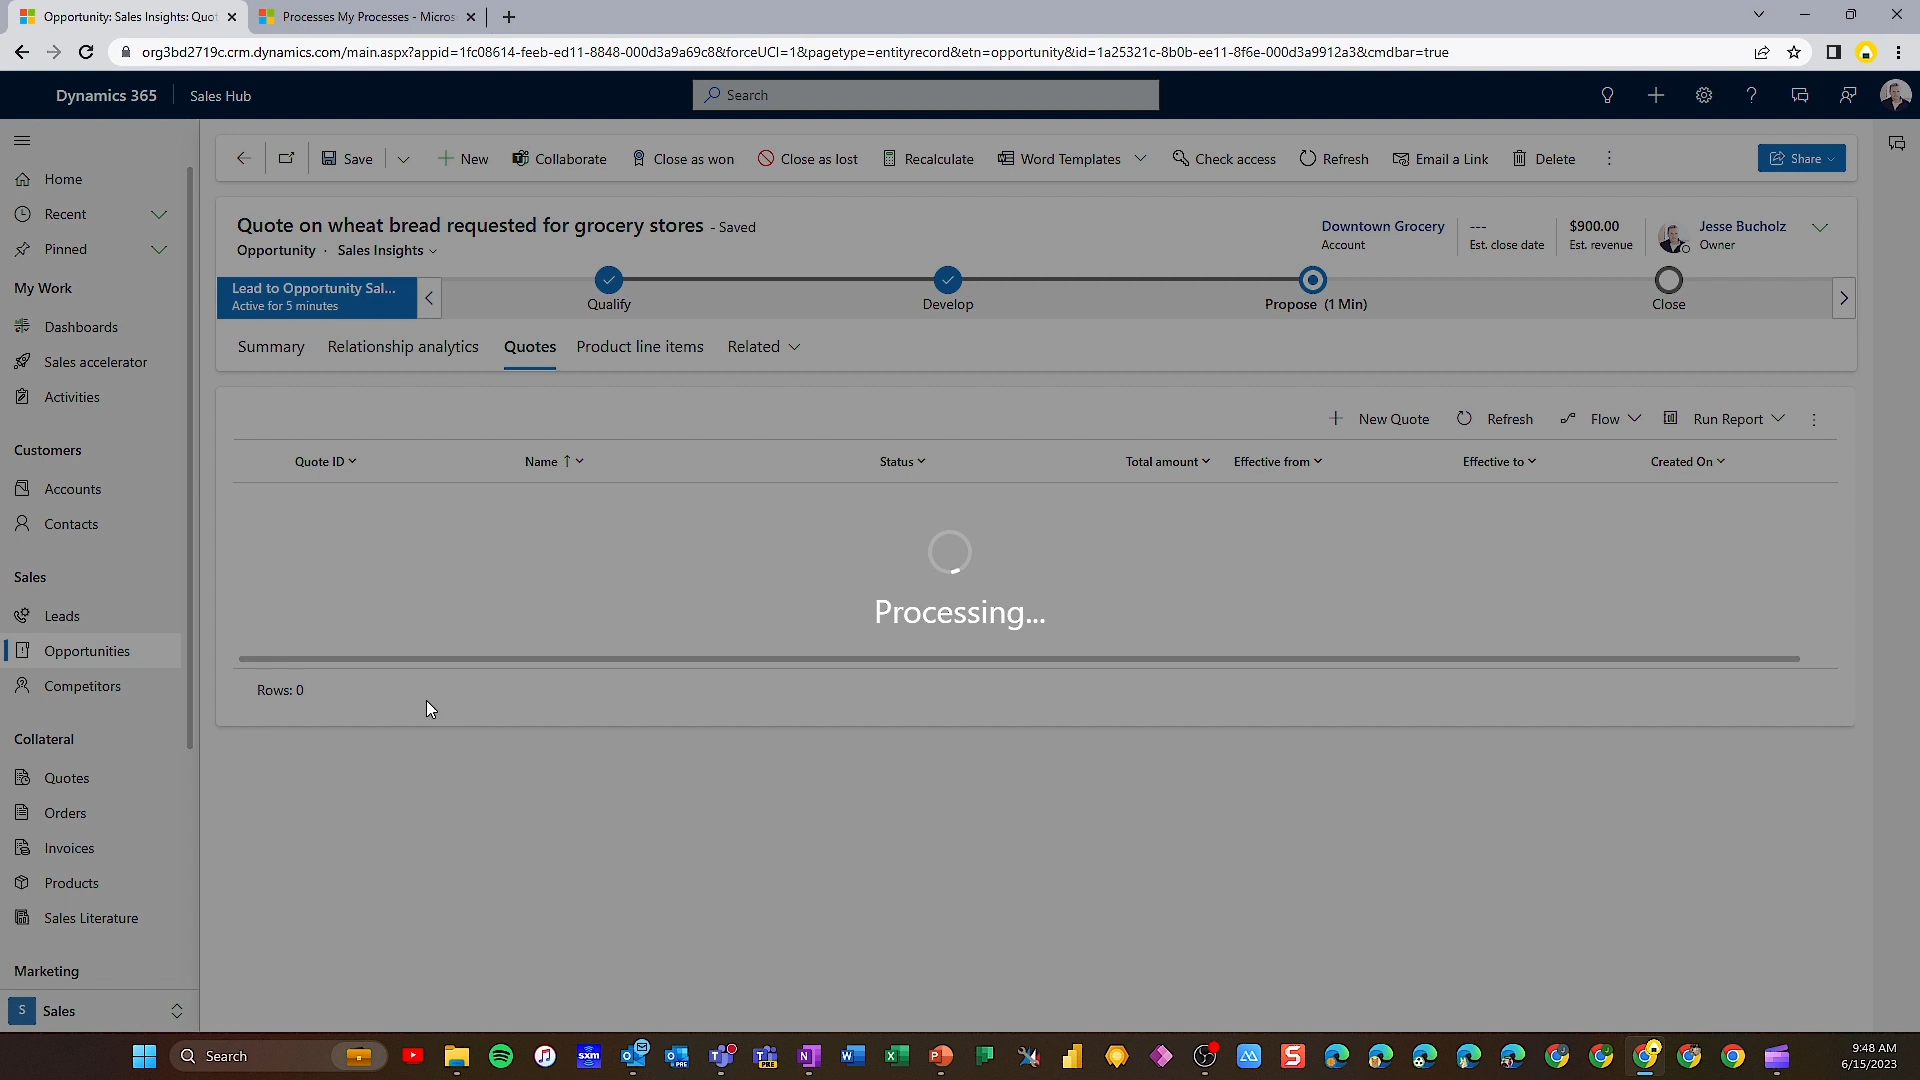 Opportunity: Sales Insights: Quot
Processes My Processes - Micros
org3bd2719c.crm.dynamics.com/main.aspx?appid=1fc08614-feeb-ed11-8848-000d3a9a69c8&forceUCI=1&pagetype=entityrecord&etn=opportunity&id=1a25321c-8b0b-ee11-8f6e-000d3a9912a3&cmdbar=true
Dynamics 365
Sales Hub
Search
Save
New
Collaborate
Close as won
Close as lost
Recalculate
Word Templates
Check access
Refresh
Email a Link
Delete
Share
Home
Recent
Pinned
My Work
Dashboards
Sales accelerator
Activities
Customers
Accounts
Contacts
Sales
Leads
Opportunities
Competitors
Collateral
Quotes
Orders
Invoices
Products
Sales Literature
Marketing
S Sales
Quote on wheat bread requested for grocery stores - Saved
Opportunity · Sales Insights
Downtown Grocery
Account
---
Est. close date
$900.00
Est. revenue
Jesse Bucholz
Owner
Lead to Opportunity Sal...
Active for 5 minutes
Qualify
Develop
Propose (1 Min)
Close
Summary
Relationship analytics
Quotes
Product line items
Related
New Quote
Refresh
Flow
Run Report
Quote ID
Name ↑
Status
Total amount
Effective from
Effective to
Created On
Processing...
Rows: 0
Search
sxm
PRE
PRE
9:48 AM
6/15/2023